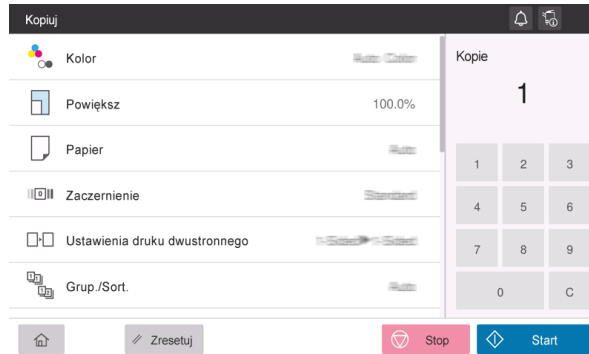 Kopiuj
Kolor
Kopie
Powiększ 100.0%
1
Papier
1 2 3
Zaczernienie
4 5 6
Ustawienia druku dwustronnego
7 8 9
Grup./Sort.
0 C
Zresetuj Stop Start